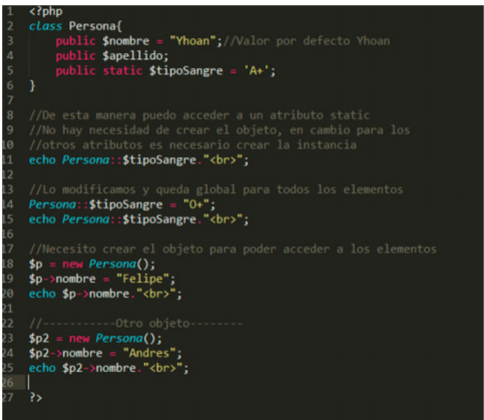 1 <?php
2 class Persona{
3 public $nombre = "Yhoan";//Valor por defecto Yhoan
4 public $apellido;
5 public static $tipoSangre = 'A+';
6 }
7
8 //De esta manera puedo acceder a un atributo static
9 //No hay necesidad de crear el objeto, en cambio para los
10 //otros atributos es necesario crear la instancia
11 echo Persona::$tipoSangre."<br>";
12
13 //Lo modificamos y queda global para todos los elementos
14 Persona::$tipoSangre = "O+";
15 echo Persona::$tipoSangre."<br>";
16
17 //Necesito crear el objeto para poder acceder a los elementos
18 $p = new Persona();
19 $p->nombre = "Felipe";
20 echo $p->nombre."<br>";
21
22 //-----------Otro objeto--------
23 $p2 = new Persona();
24 $p2->nombre = "Andres";
25 echo $p2->nombre."<br>";
26
27 ?>